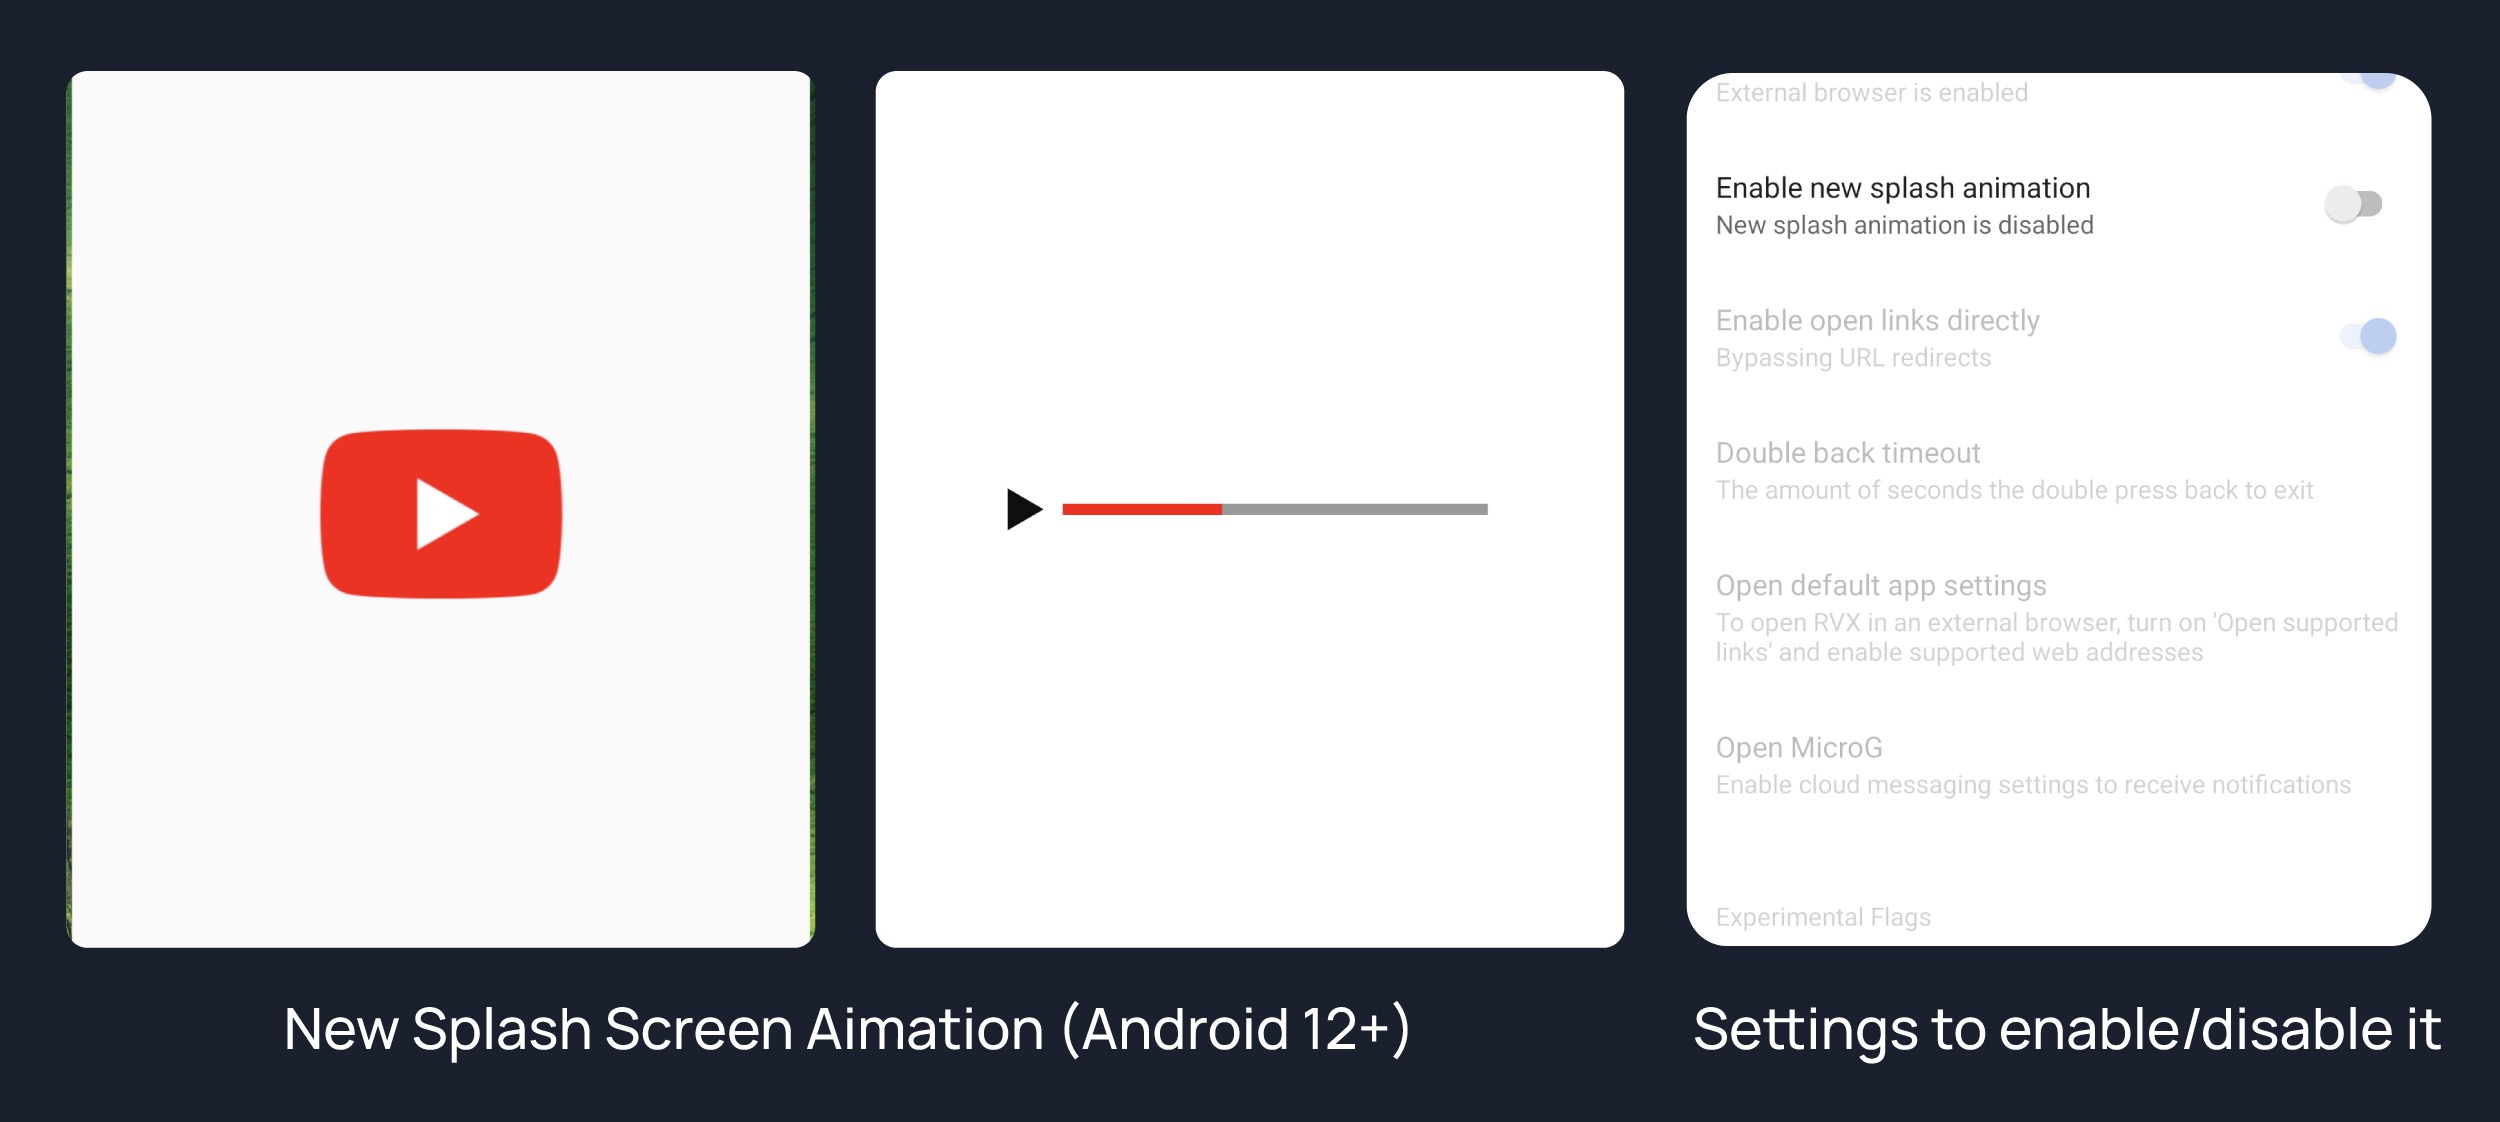 External browser is enabled
Enable new splash animation
New splash animation is disabled
Enable open links directly
Bypassing URL redirects
Double back timeout
The amount of seconds the double press back to exit
Open default app settings
To open RVX in an external browser, turn on 'Open supported
links' and enable supported web addresses
Open MicroG
Enable cloud messaging settings to receive notifications
Experimental Flags
New Splash Screen Aimation (Android 12+)
Settings to enable/disable it